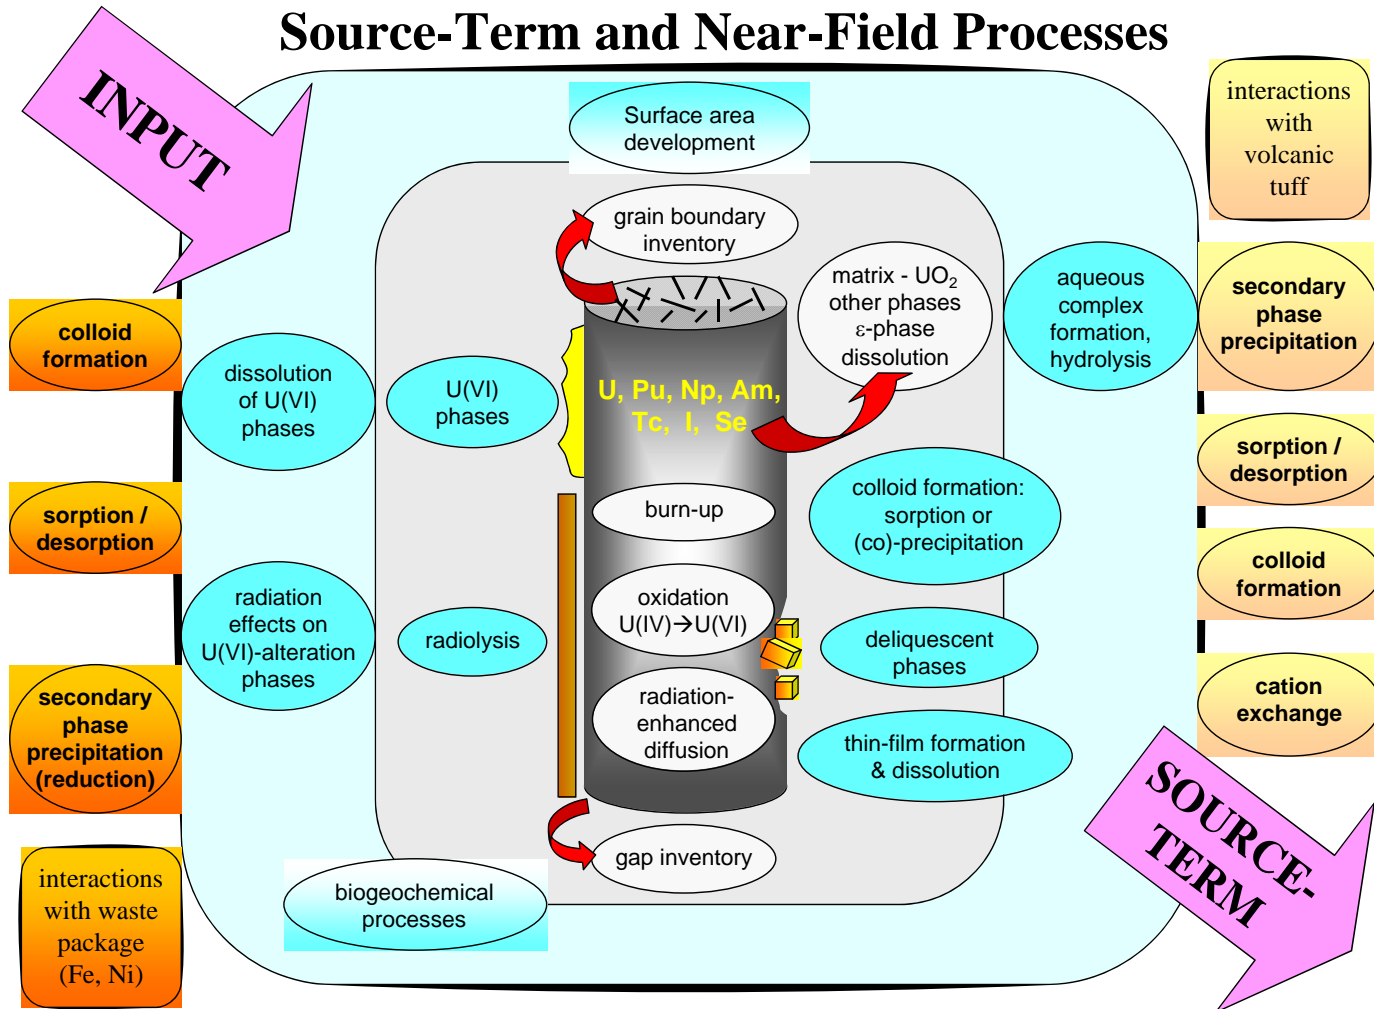 Source-Term and Near-Field Processes
INPUT
Surface area
development
interactions
with
volcanic
tuff
grain boundary
inventory
matrix - UO₂
other phases
ε-phase
dissolution
aqueous
complex
formation,
hydrolysis
secondary
phase
precipitation
colloid
formation
dissolution
of U(VI)
phases
U(VI)
phases
U, Pu, Np, Am,
Tc, I, Se
sorption /
desorption
sorption /
desorption
burn-up
colloid formation:
sorption or
(co)-precipitation
colloid
formation
radiation
effects on
U(VI)-alteration
phases
radiolysis
oxidation
U(IV)→U(VI)
deliquescent
phases
secondary
phase
precipitation
(reduction)
radiation-
enhanced
diffusion
cation
exchange
thin-film formation
& dissolution
SOURCE-
TERM
gap inventory
interactions
with waste
package
(Fe, Ni)
biogeochemical
processes